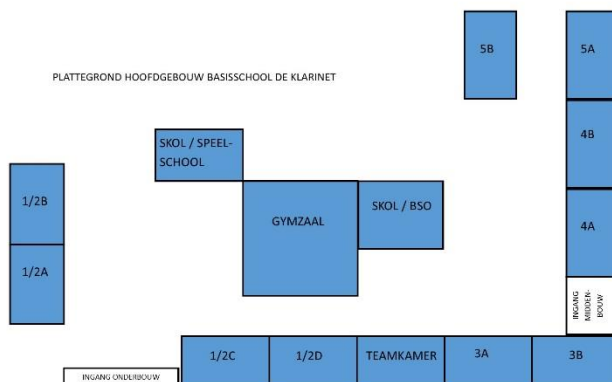 5B
5A
PLATTEGROND HOOFDGEBOUW BASISSCHOOL DE KLARINET
SKOL / SPEEL-
SCHOOL
4B
1/2B
SKOL / BSO
GYMZAAL
4A
1/2A
INGANG
MIDDEN-
BOUW
1/2C
1/2D
TEAMKAMER
3A
3B
INGANG ONDERBOUW